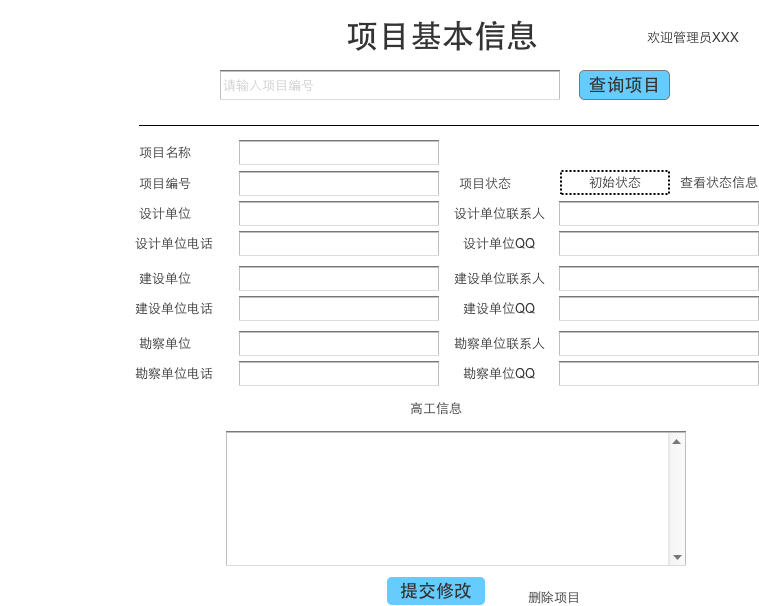 项目基本信息
欢迎管理员XXX
请输入项目编号
查询项目
项目名称
项目编号
项目状态
初始状态
查看状态信息
设计单位
设计单位联系人
设计单位电话
设计单位QQ
建设单位
建设单位联系人
建设单位电话
建设单位QQ
勘察单位
勘察单位联系人
勘察单位电话
勘察单位QQ
高工信息
提交修改
删除项目